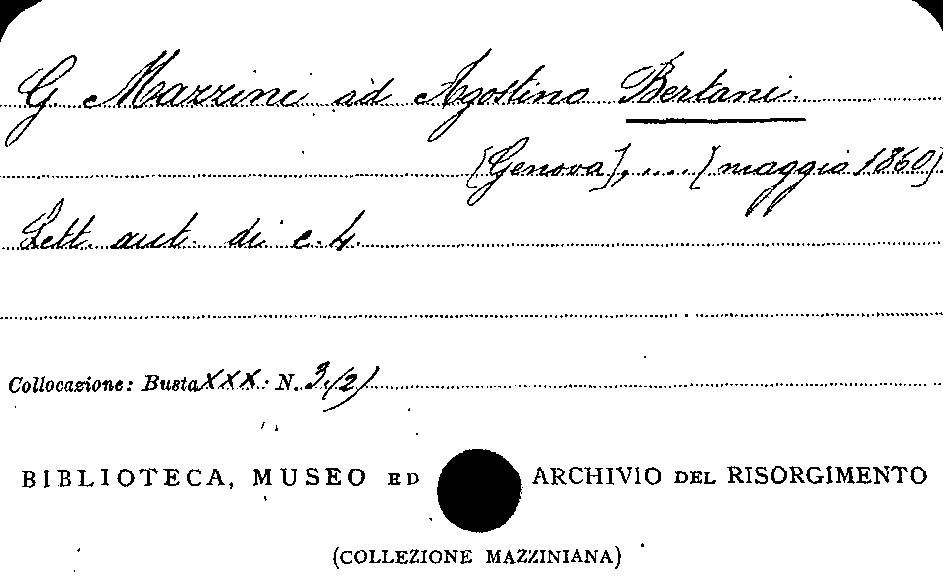 G Mazzini ad Agostino Bertani.
[Genova], .... [maggio 1860].
Lett. aut. di c. 4.
Collocazione: Busta XXX. N. 3(2)
BIBLIOTECA, MUSEO ED ARCHIVIO DEL RISORGIMENTO
(COLLEZIONE MAZZINIANA)